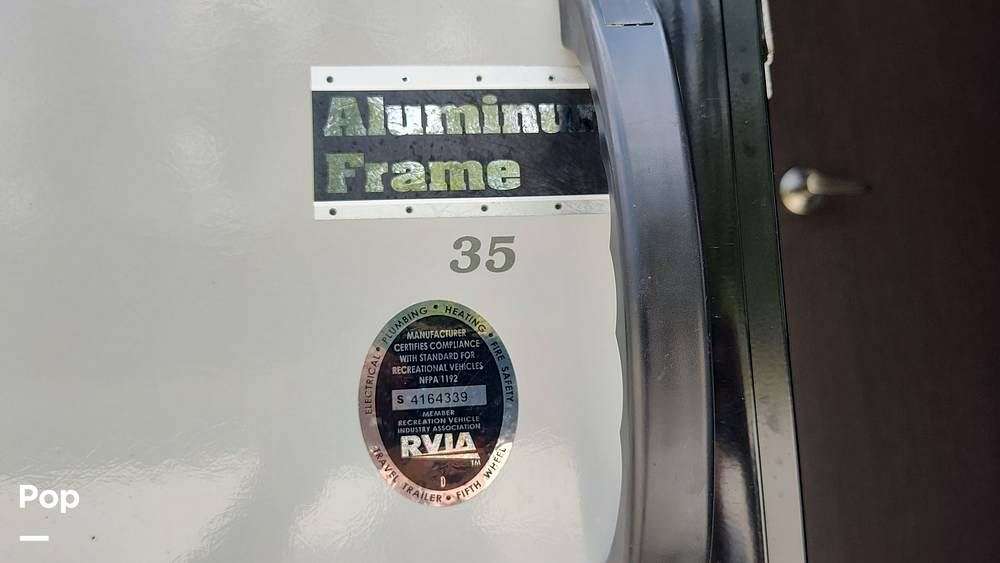 Aluminu
Frame
35
ELECTRICAL • PLUMBING • HEATING • FIRE SAFETY
MANUFACTURER
CERTIFIES COMPLIANCE
WITH STANDARD FOR
RECREATIONAL VEHICLES
NFPA 1192
S 4164339
MEMBER
RECREATION VEHICLE
INDUSTRY ASSOCIATION
RVIA
TM
D
TRAVEL TRAILER • FIFTH WHEEL
Pop